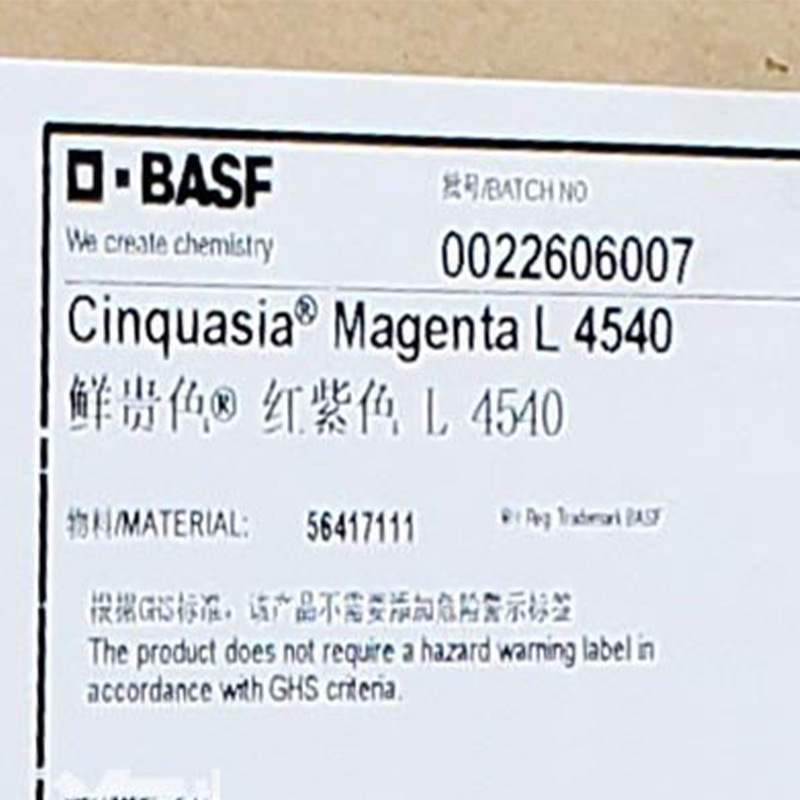 BASF
We create chemistry
批号/BATCH NO
0022606007
Cinquasia® Magenta L 4540
鲜贵色® 红紫色 L 4540
物料/MATERIAL: 56417111
® = Reg. Trademark BASF
根据GHS标准，该产品不需要添加危险警示标签
The product does not require a hazard warning label in
accordance with GHS criteria.